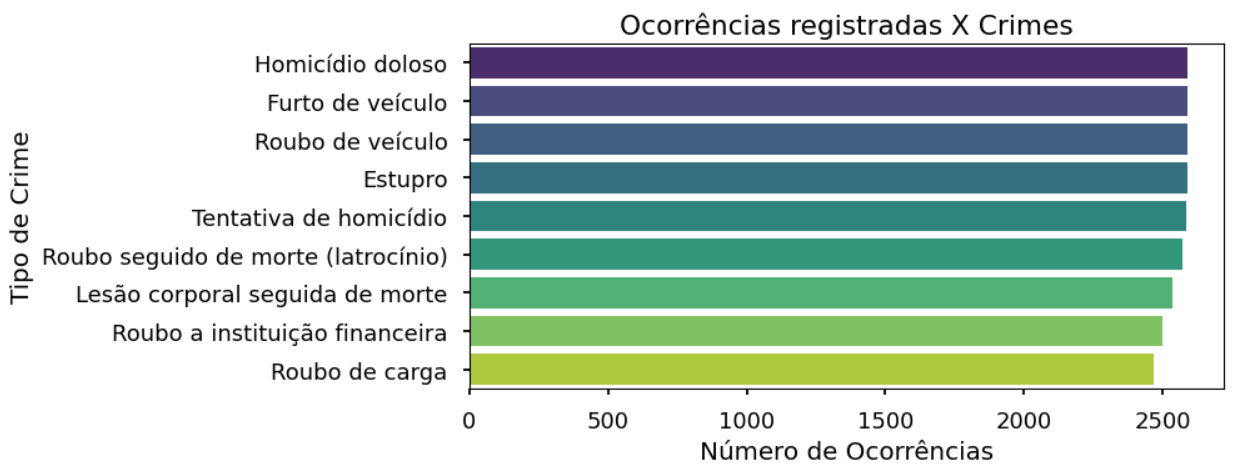 Ocorrências registradas X Crimes
Tipo de Crime
Homicídio doloso
Furto de veículo
Roubo de veículo
Estupro
Tentativa de homicídio
Roubo seguido de morte (latrocínio)
Lesão corporal seguida de morte
Roubo a instituição financeira
Roubo de carga
0 500 1000 1500 2000 2500
Número de Ocorrências